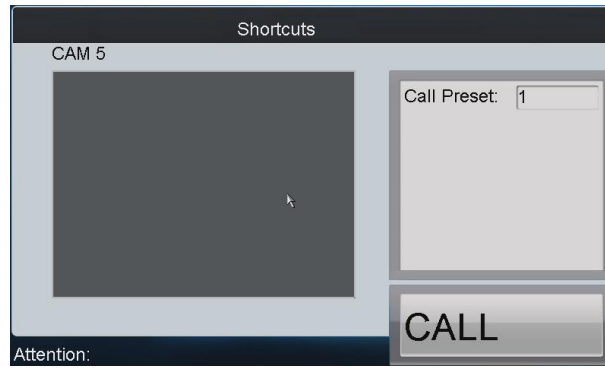 Shortcuts
CAM 5
Call Preset: 1
CALL
Attention: